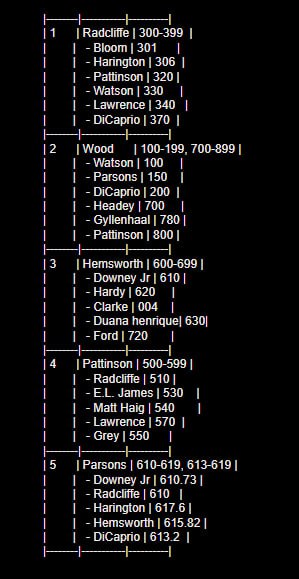 |--------|-----------|----------|
| 1 | Radcliffe | 300-399 |
| | - Bloom | 301 |
| | - Harington | 306 |
| | - Pattinson | 320 |
| | - Watson | 330 |
| | - Lawrence | 340 |
| | - DiCaprio | 370 |
|--------|-----------|----------|
| 2 | Wood | 100-199, 700-899 |
| | - Watson | 100 |
| | - Parsons | 150 |
| | - DiCaprio | 200 |
| | - Headey | 700 |
| | - Gyllenhaal | 780 |
| | - Pattinson | 800 |
|--------|-----------|----------|
| 3 | Hemsworth | 600-699 |
| | - Downey Jr | 610 |
| | - Hardy | 620 |
| | - Clarke | 004 |
| | - Duana henrique| 630|
| | - Ford | 720 |
|--------|-----------|----------|
| 4 | Pattinson | 500-599 |
| | - Radcliffe | 510 |
| | - E.L. James | 530 |
| | - Matt Haig | 540 |
| | - Lawrence | 570 |
| | - Grey | 550 |
|--------|-----------|----------|
| 5 | Parsons | 610-619, 613-619 |
| | - Downey Jr | 610.73 |
| | - Radcliffe | 610 |
| | - Harington | 617.6 |
| | - Hemsworth | 615.82 |
| | - DiCaprio | 613.2 |
|--------|-----------|----------|